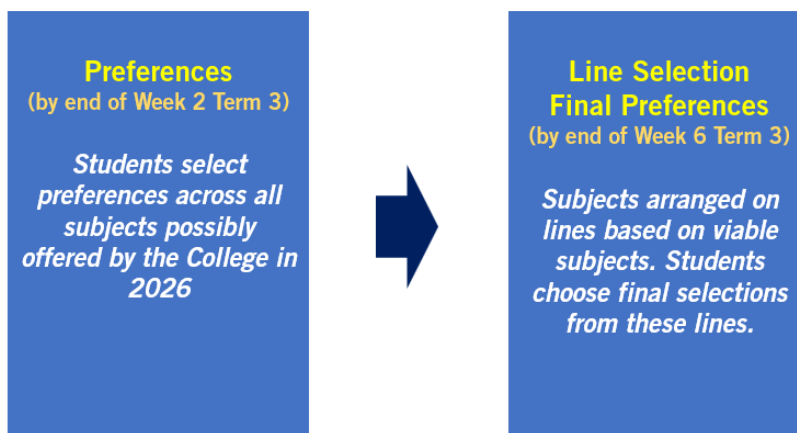 Preferences
(by end of Week 2 Term 3)
Students select
preferences across all
subjects possibly
offered by the College in
2026
Line Selection
Final Preferences
(by end of Week 6 Term 3)
Subjects arranged on
lines based on viable
subjects. Students
choose final selections
from these lines.